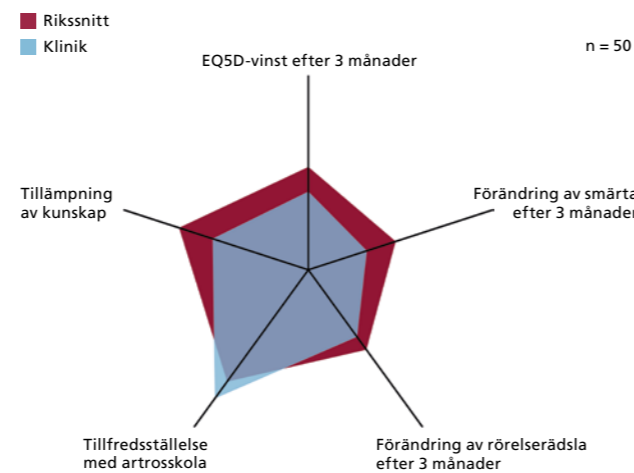 Rikssnitt
Klinik
n = 50
EQ5D-vinst efter 3 månader
Tillämpning
av kunskap
Förändring av smärta
efter 3 månader
Tillfredsställelse
med artrosskola
Förändring av rörelserädsla
efter 3 månader